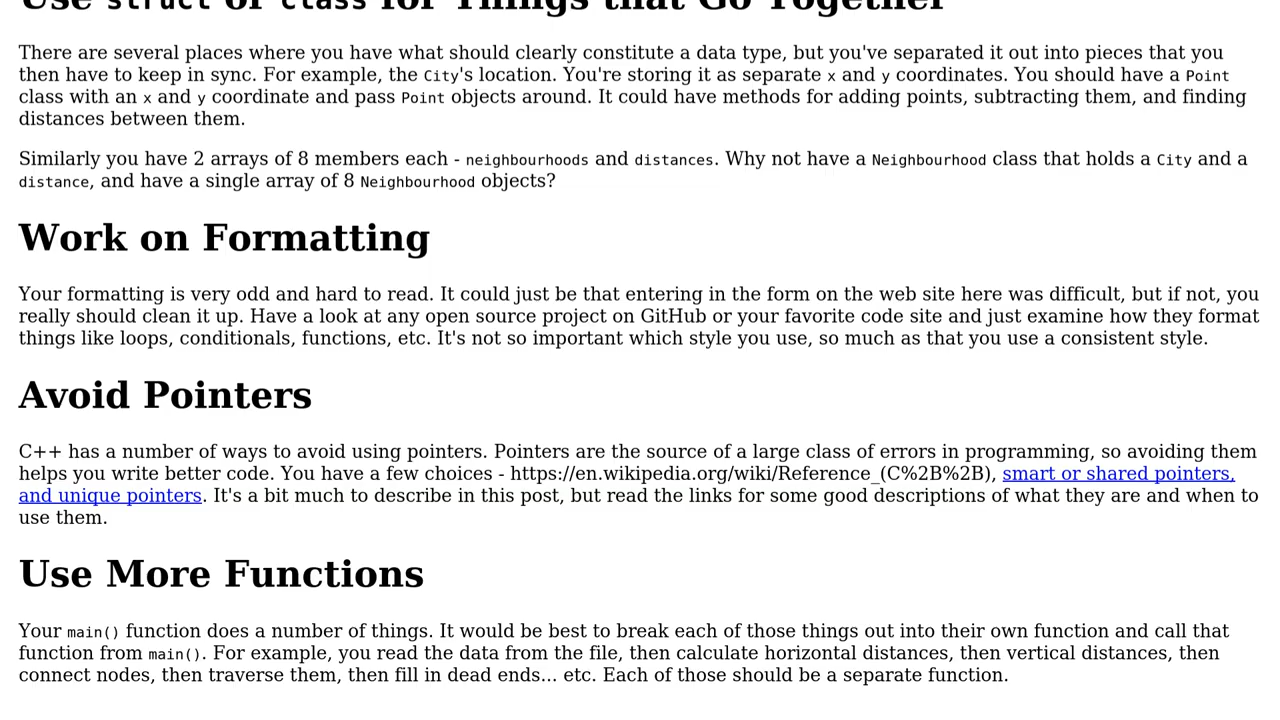 Use struct or class for Things that Go Together
There are several places where you have what should clearly constitute a data type, but you've separated it out into pieces that you
then have to keep in sync. For example, the City's location. You're storing it as separate x and y coordinates. You should have a Point
class with an x and y coordinate and pass Point objects around. It could have methods for adding points, subtracting them, and finding
distances between them.
Similarly you have 2 arrays of 8 members each - neighbourhoods and distances. Why not have a Neighbourhood class that holds a City and a
distance, and have a single array of 8 Neighbourhood objects?
Work on Formatting
Your formatting is very odd and hard to read. It could just be that entering in the form on the web site here was difficult, but if not, you
really should clean it up. Have a look at any open source project on GitHub or your favorite code site and just examine how they format
things like loops, conditionals, functions, etc. It's not so important which style you use, so much as that you use a consistent style.
Avoid Pointers
C++ has a number of ways to avoid using pointers. Pointers are the source of a large class of errors in programming, so avoiding them
helps you write better code. You have a few choices - https://en.wikipedia.org/wiki/Reference_(C%2B%2B), smart or shared pointers,
and unique pointers. It's a bit much to describe in this post, but read the links for some good descriptions of what they are and when to
use them.
Use More Functions
Your main() function does a number of things. It would be best to break each of those things out into their own function and call that
function from main(). For example, you read the data from the file, then calculate horizontal distances, then vertical distances, then
connect nodes, then traverse them, then fill in dead ends... etc. Each of those should be a separate function.